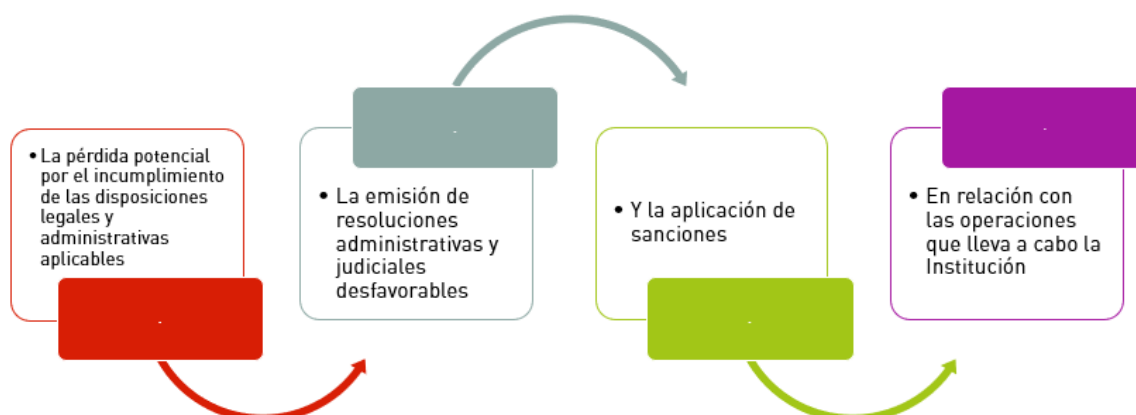 • La pérdida potencial
por el incumplimiento
de las disposiciones
legales y
administrativas
aplicables
.
.
• La emisión de
resoluciones
administrativas y
judiciales
desfavorables
• Y la aplicación de
sanciones
.
.
• En relación con
las operaciones
que lleva a cabo la
Institución